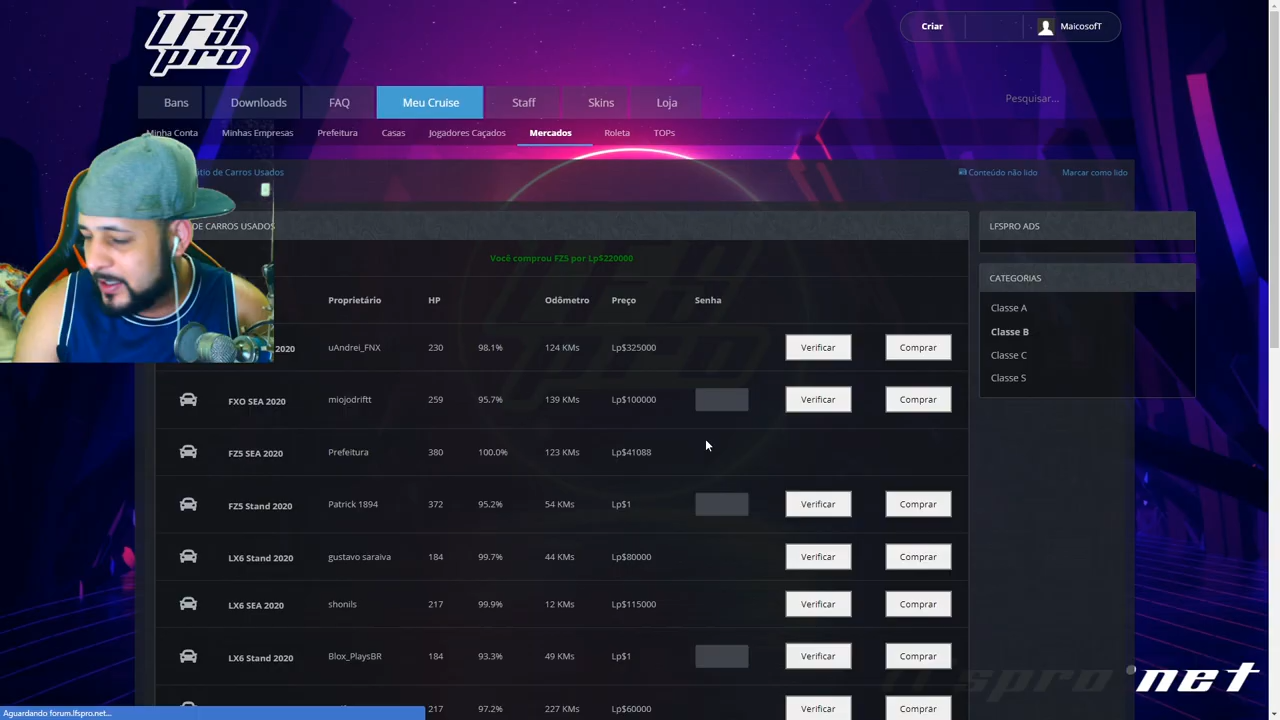 LFS
pro
Criar MaicosofT
Bans Downloads FAQ Meu Cruise Staff Skins Loja Pesquisar...
Minha Conta Minhas Empresas Prefeitura Casas Jogadores Caçados Mercados Roleta TOPs
de Carros Usados Conteúdo não lido Marcar como lido
DE CARROS USADOS
Você comprou FZ5 por Lp$220000
Proprietário HP Odômetro Preço Senha
2020 uAndrei_FNX 230 98.1% 124 KMs Lp$325000 Verificar Comprar
FXO SEA 2020 miojodriftt 259 95.7% 139 KMs Lp$100000 Verificar Comprar
FZ5 SEA 2020 Prefeitura 380 100.0% 123 KMs Lp$41088
FZ5 Stand 2020 Patrick 1894 372 95.2% 54 KMs Lp$1 Verificar Comprar
LX6 Stand 2020 gustavo saraiva 184 99.7% 44 KMs Lp$80000 Verificar Comprar
LX6 SEA 2020 shonils 217 99.9% 12 KMs Lp$115000 Verificar Comprar
LX6 Stand 2020 Blox_PlaysBR 184 93.3% 49 KMs Lp$1 Verificar Comprar
217 97.2% 227 KMs Lp$60000 Verificar Comprar
LFSPRO ADS
CATEGORIAS
Classe A
Classe B
Classe C
Classe S
lfspro.net
Aguardando forum.lfspro.net...